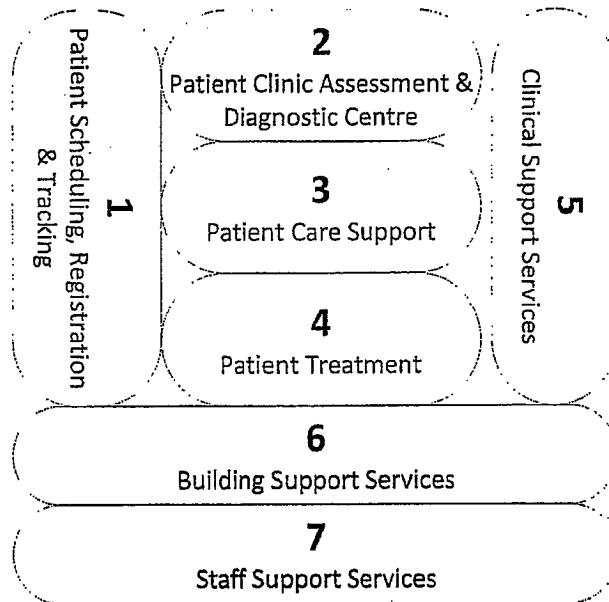 1
Patient Scheduling, Registration
& Tracking
2
Patient Clinic Assessment &
Diagnostic Centre
3
Patient Care Support
4
Patient Treatment
5
Clinical Support Services
6
Building Support Services
7
Staff Support Services